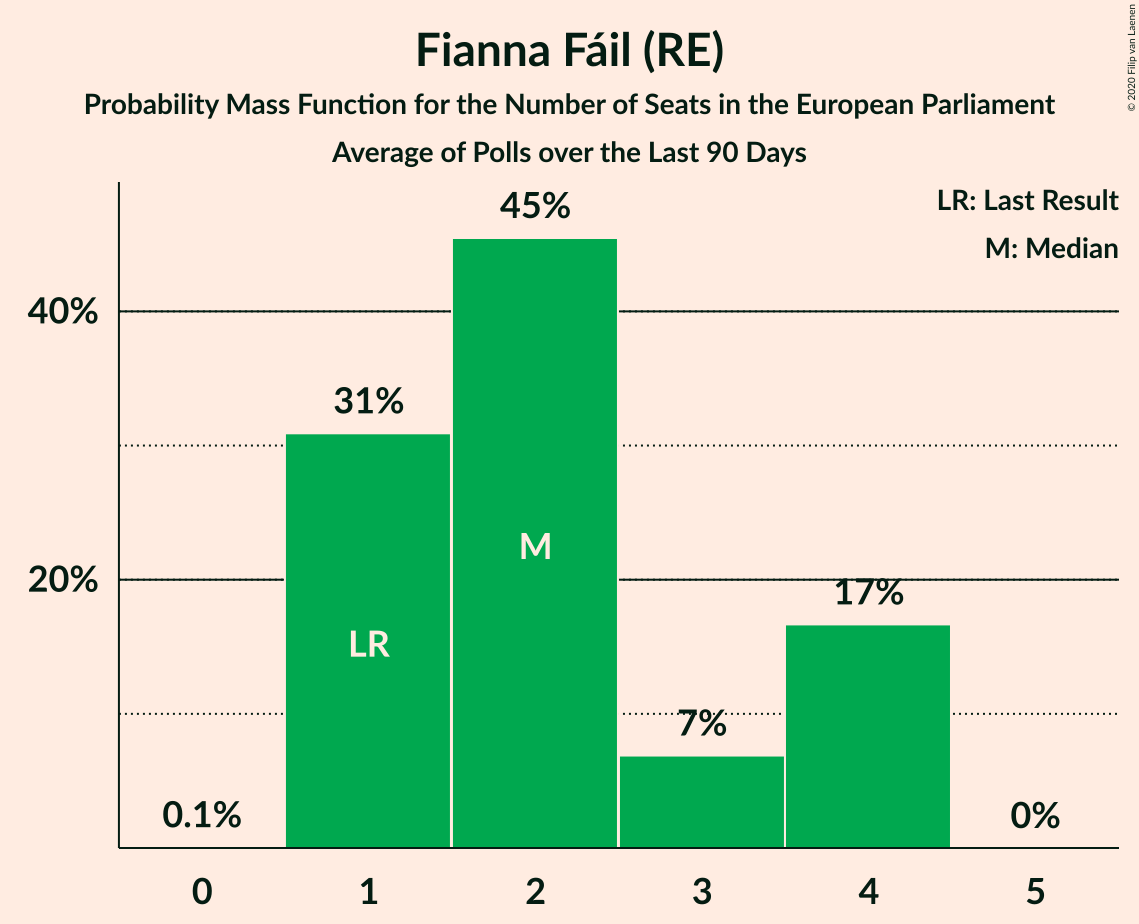 Fianna Fáil (RE)
Probability Mass Function for the Number of Seats in the European Parliament
Average of Polls over the Last 90 Days
© 2020 Filip van Laenen
LR: Last Result
M: Median
45%
40%
31%
M
20%
17%
LR
7%
0.1%
0%
0 1 2 3 4 5